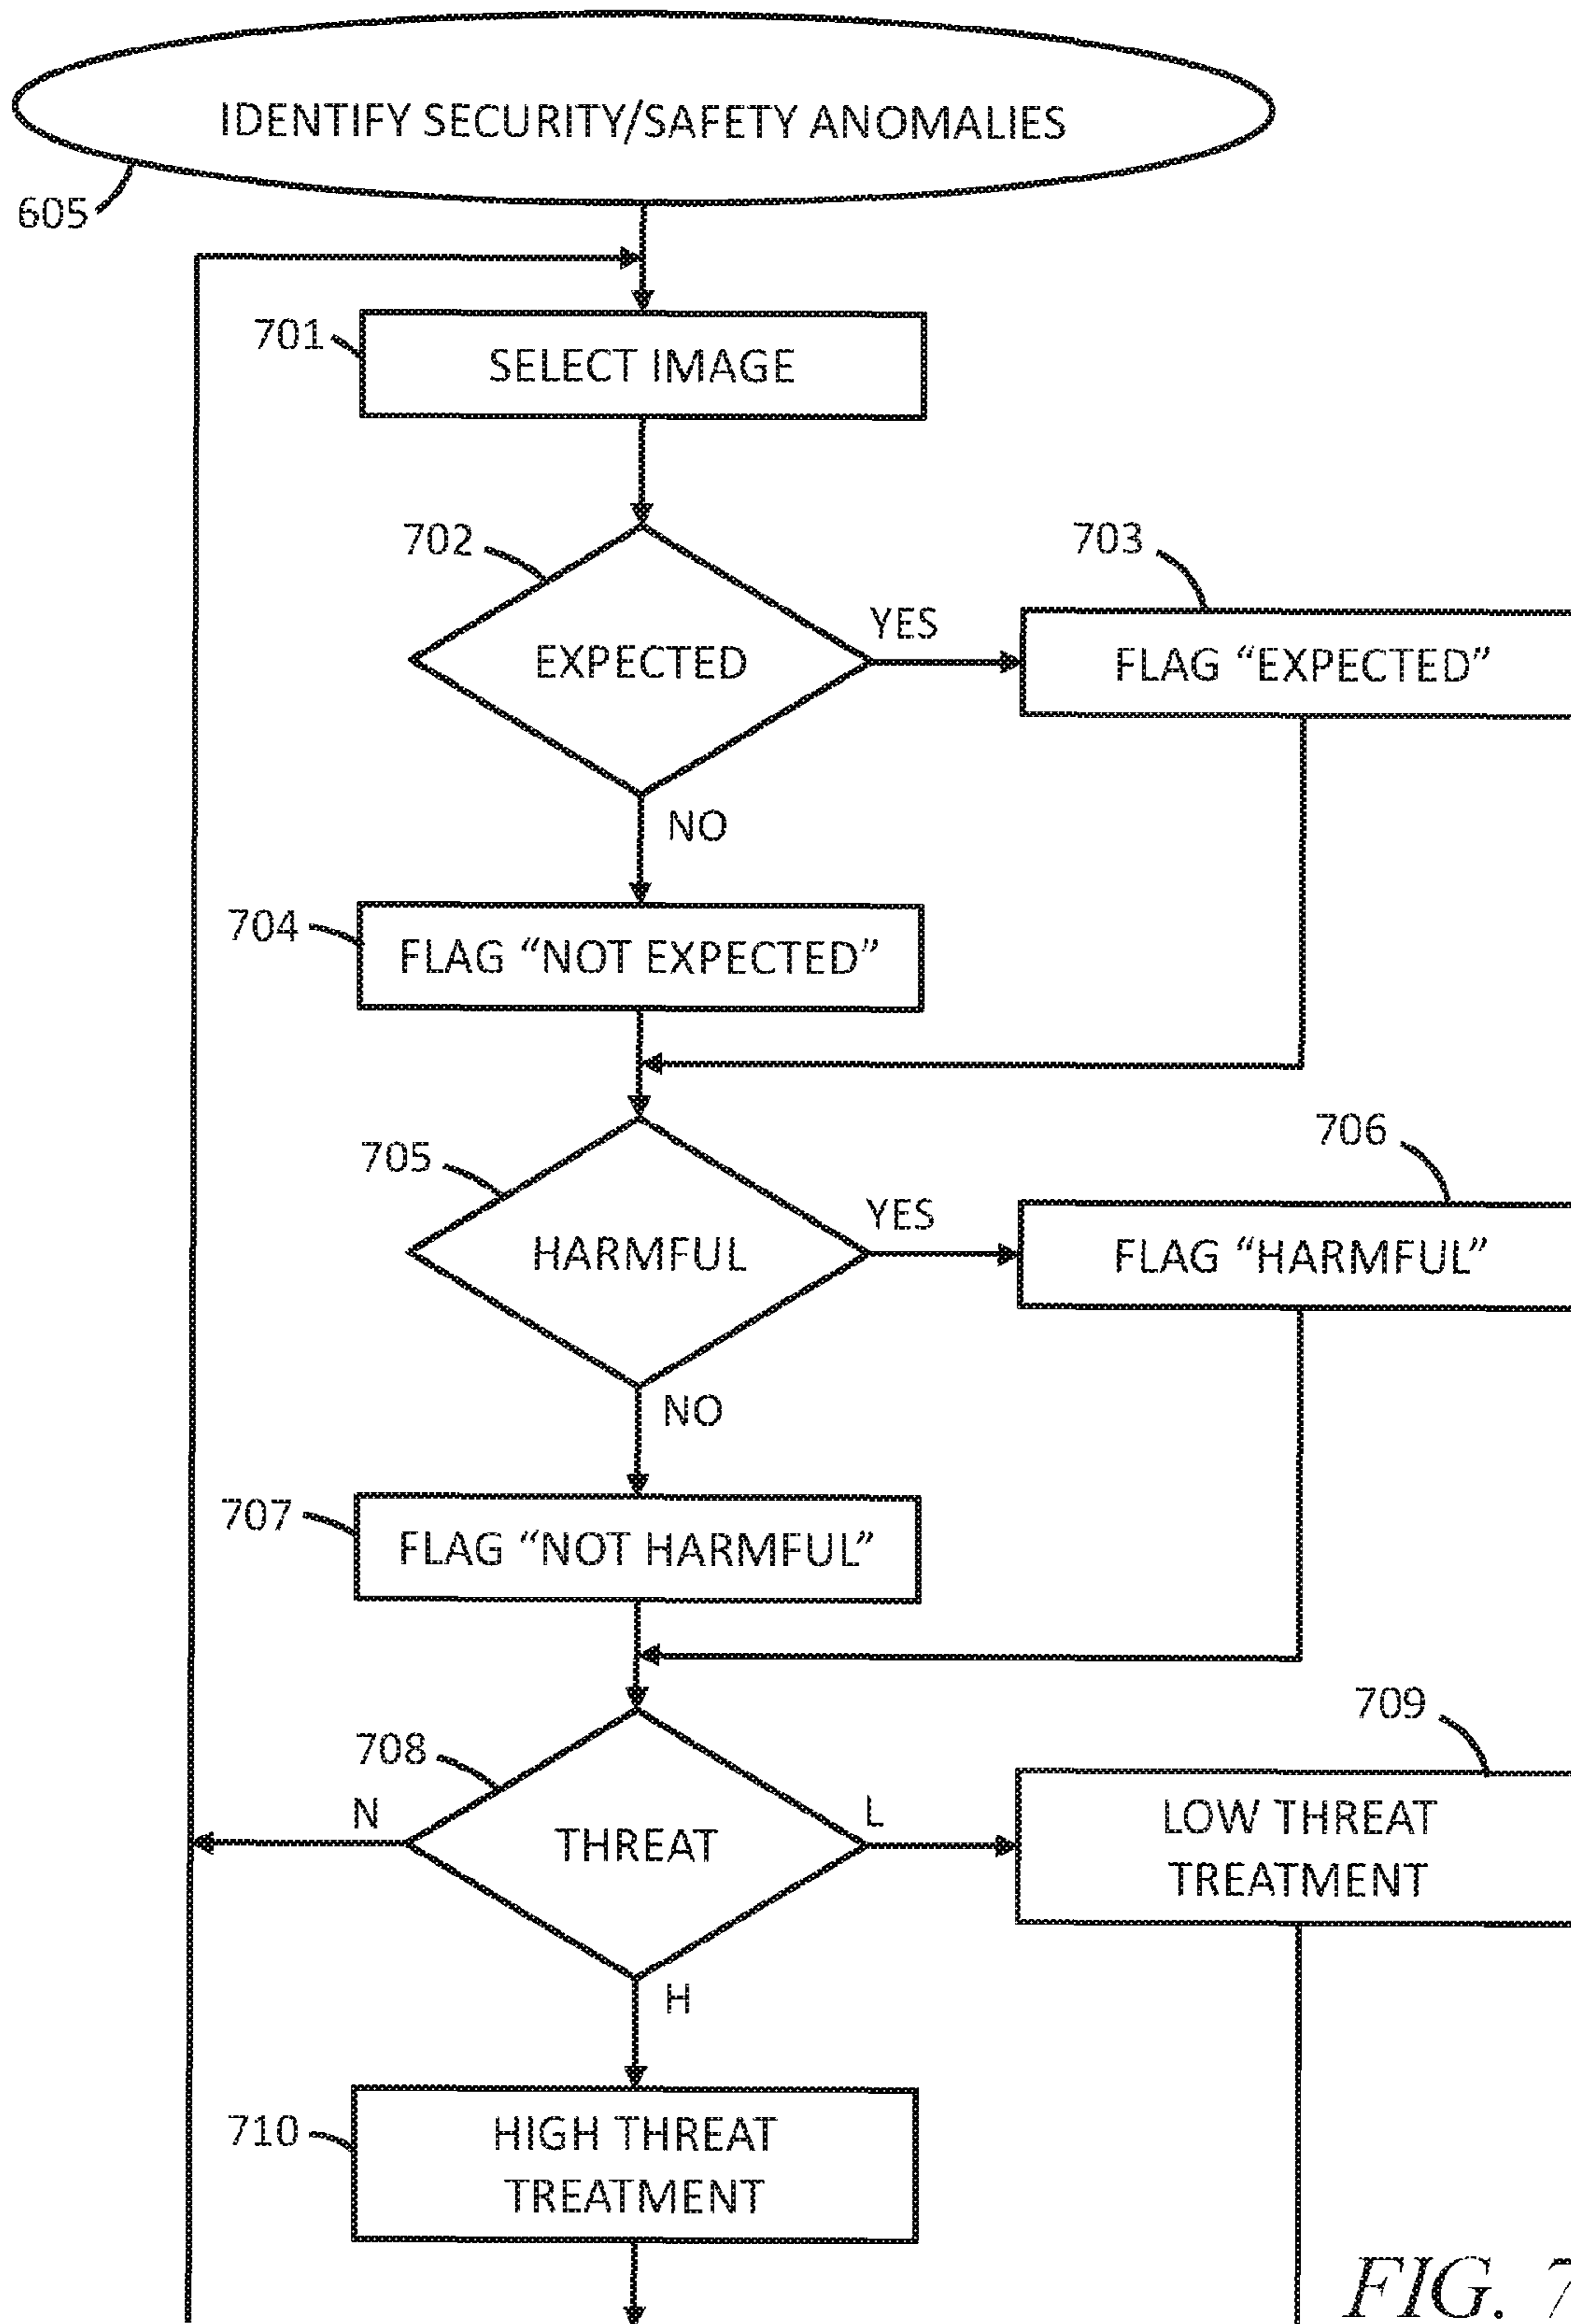 IDENTIFY SECURITY/SAFETY ANOMALIES
605
701
SELECT IMAGE
702
EXPECTED
YES
703
FLAG “EXPECTED”
NO
704
FLAG “NOT EXPECTED”
705
HARMFUL
YES
706
FLAG “HARMFUL”
NO
707
FLAG “NOT HARMFUL”
708
N
THREAT
L
709
LOW THREAT
TREATMENT
H
710
HIGH THREAT
TREATMENT
FIG. 7